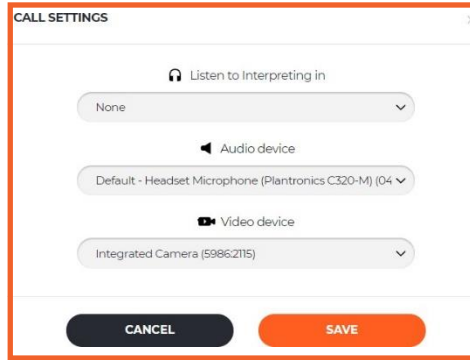 CALL SETTINGS
Listen to Interpreting in
None
Audio device
Default - Headset Microphone (Plantronics C320-M) (04
Video device
Integrated Camera (5986:2115)
CANCEL
SAVE